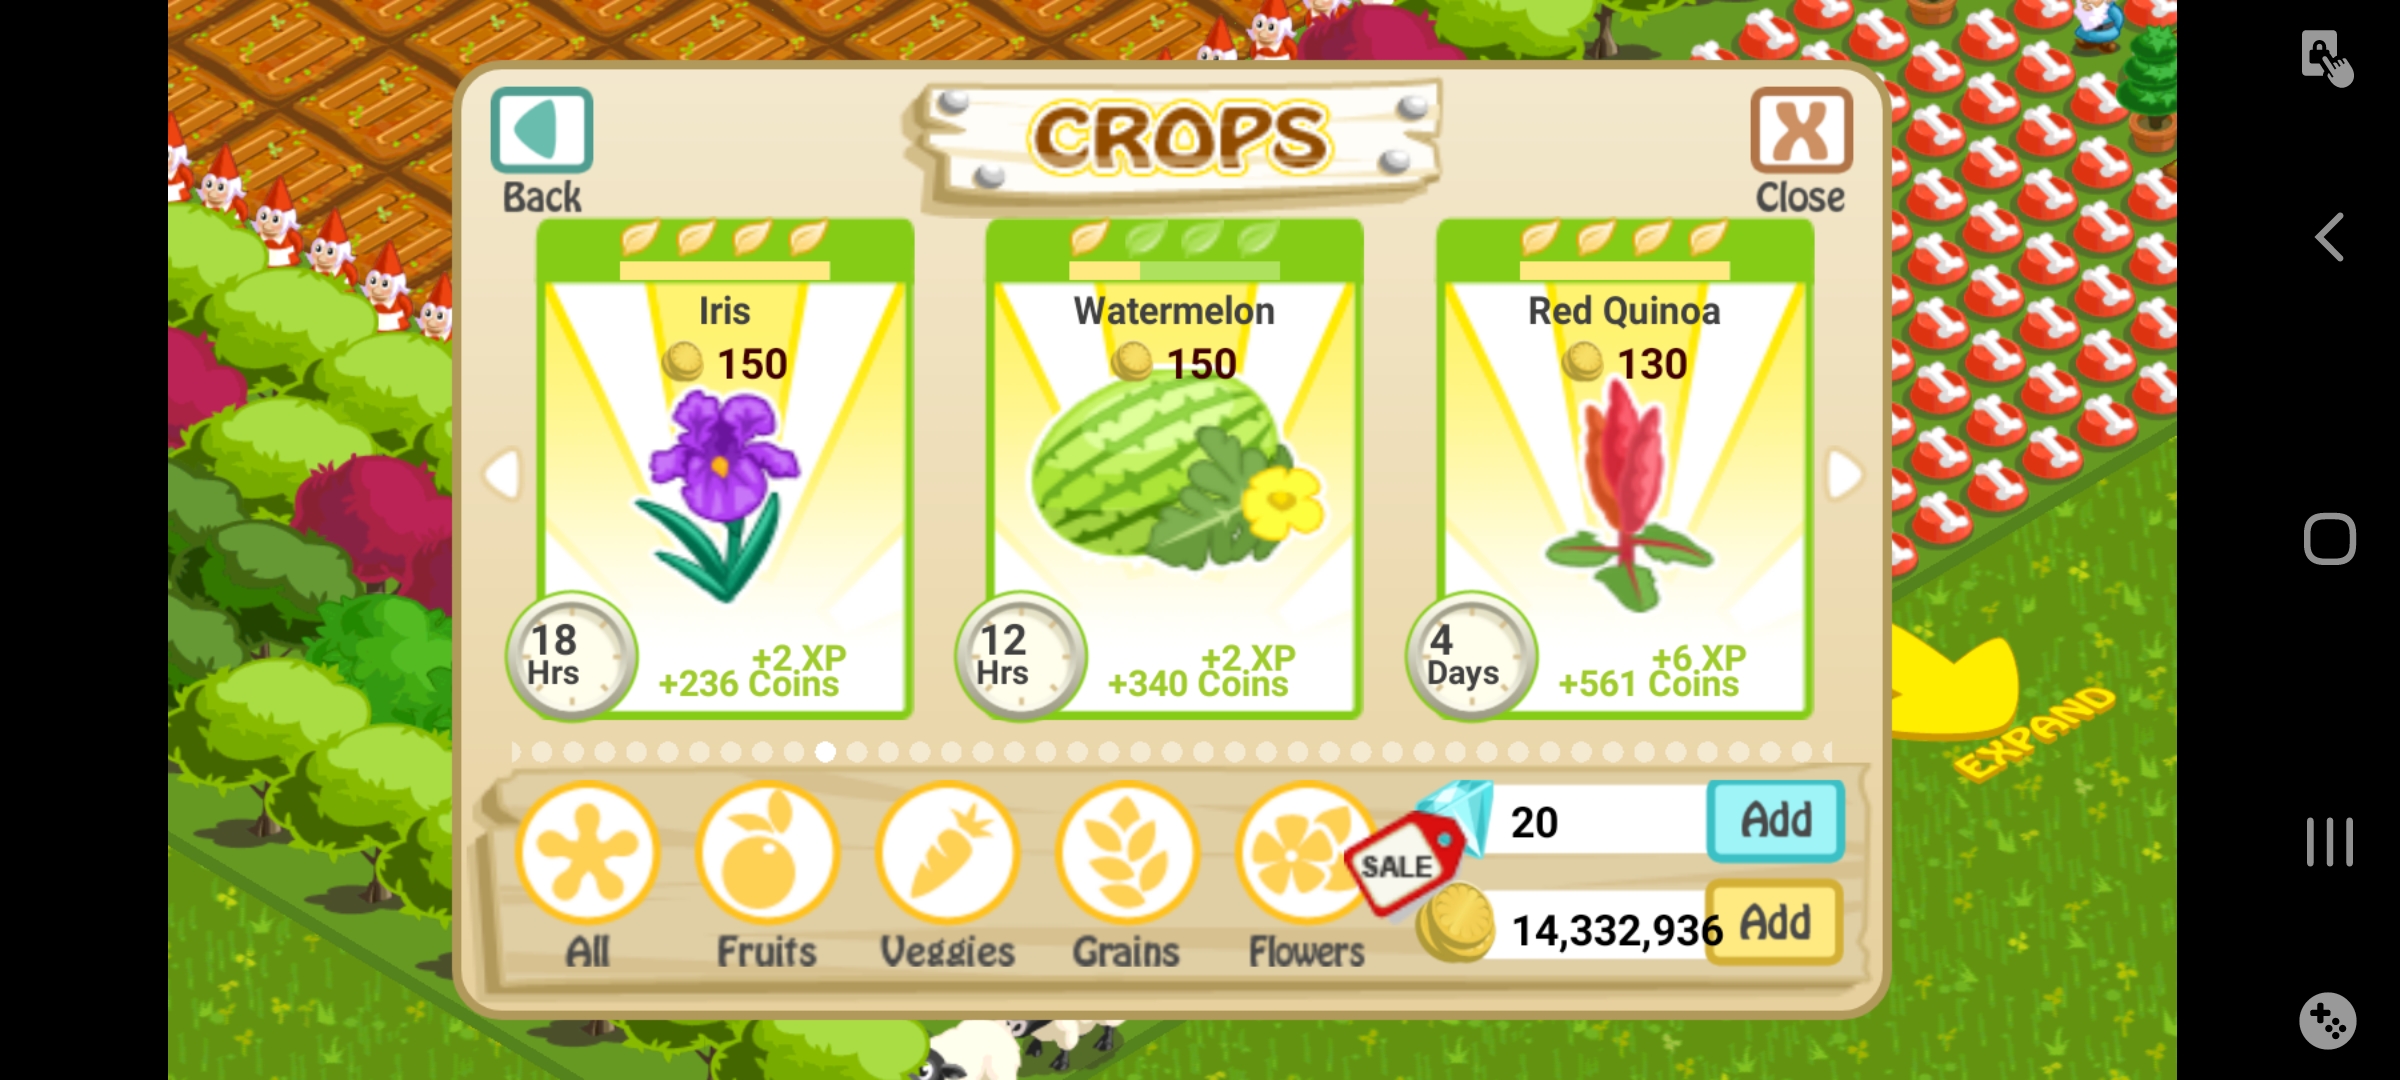 CROPS
Back
Close
Iris
150
18
Hrs
+2 XP
+236 Coins
Watermelon
150
12
Hrs
+2 XP
+340 Coins
Red Quinoa
130
4
Days
+6 XP
+561 Coins
EXPAND
All
Fruits
Veggies
Grains
Flowers
SALE
20
Add
14,332,936
Add